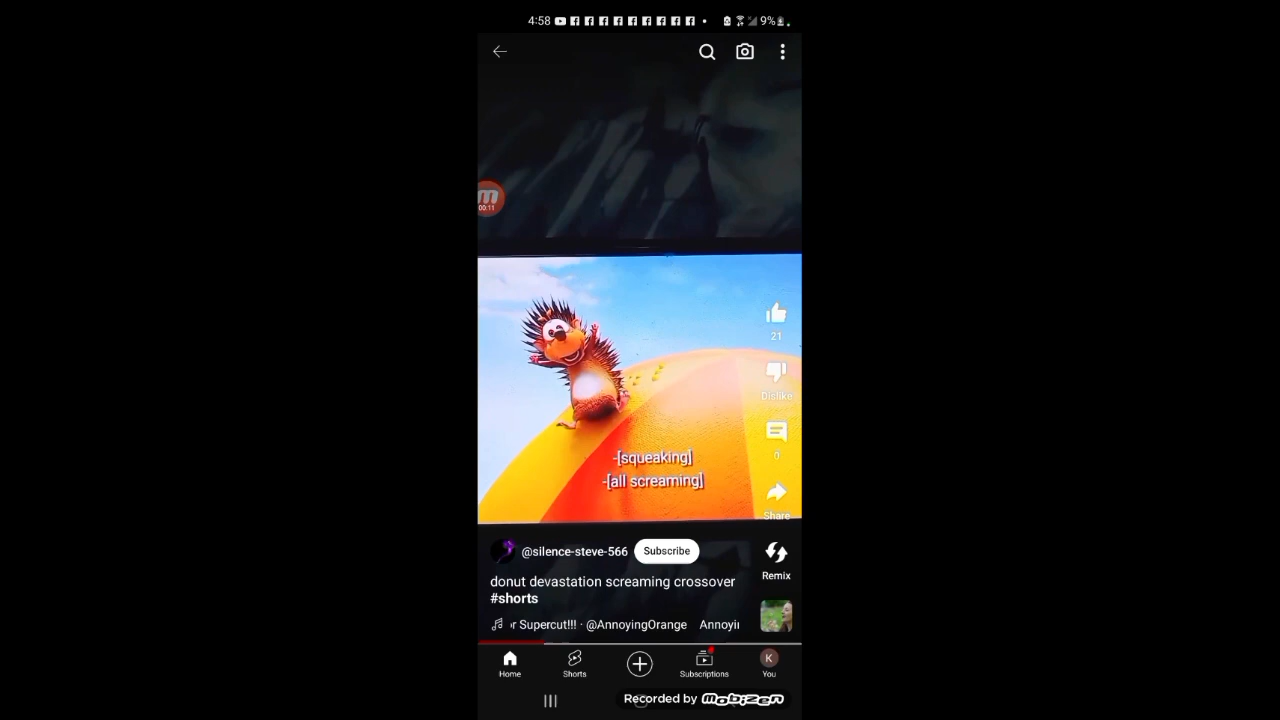 4:58
9%
00:11
21
Dislike
-[squeaking]
-[all screaming]
0
Share
@silence-steve-566
Subscribe
donut devastation screaming crossover
#shorts
Remix
r Supercut!!! · @AnnoyingOrange
Home
Shorts
Subscriptions
K
You
Recorded by mobizen